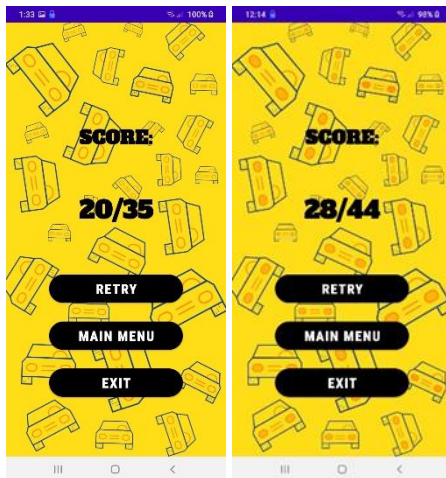 1:33 100%
SCORE:
20/35
RETRY
MAIN MENU
EXIT
12:14 98%
SCORE:
28/44
RETRY
MAIN MENU
EXIT